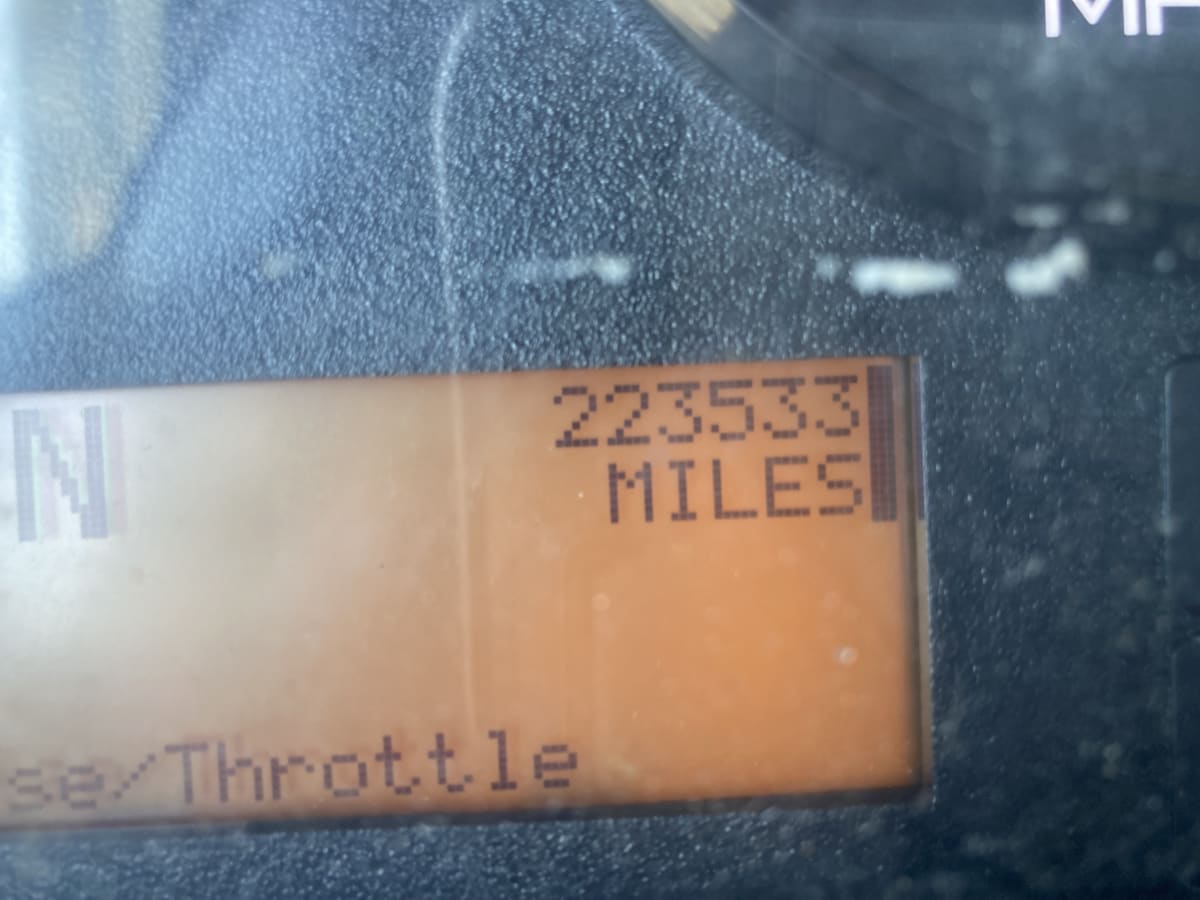 N
223533
MILES
se/Throttle